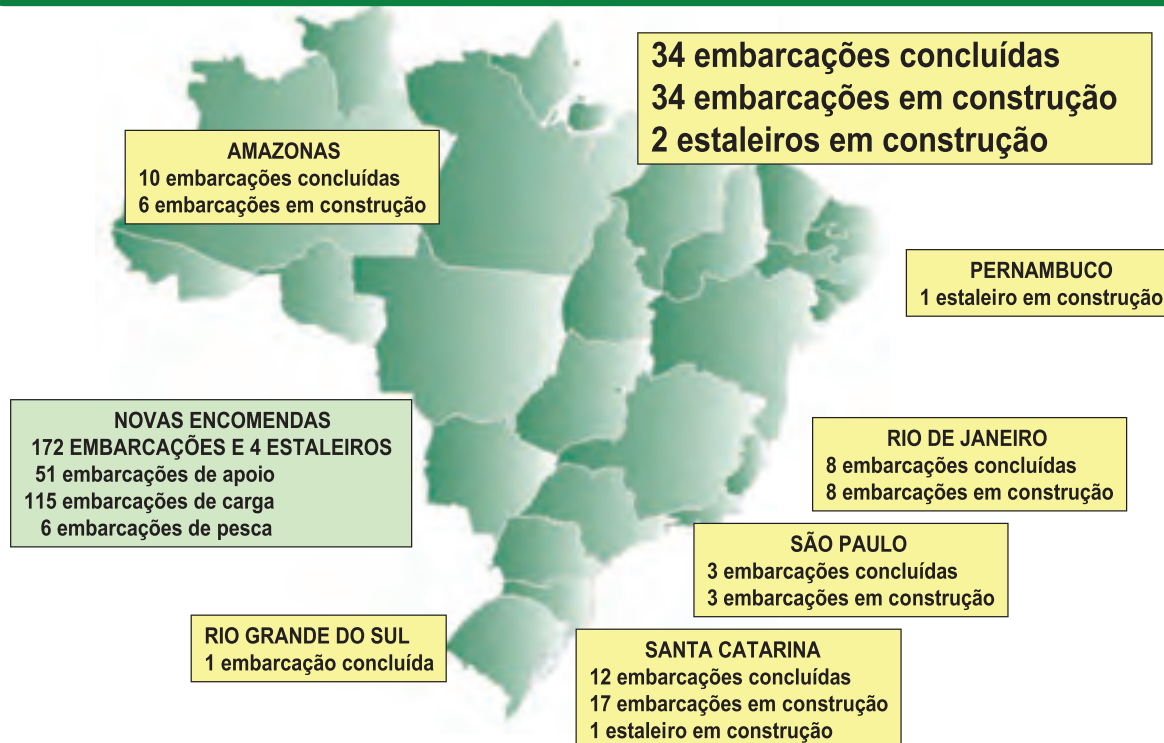 34 embarcações concluídas
34 embarcações em construção
2 estaleiros em construção
AMAZONAS
10 embarcações concluídas
6 embarcações em construção
PERNAMBUCO
1 estaleiro em construção
NOVAS ENCOMENDAS
172 EMBARCAÇÕES E 4 ESTALEIROS
51 embarcações de apoio
115 embarcações de carga
6 embarcações de pesca
RIO DE JANEIRO
8 embarcações concluídas
8 embarcações em construção
SÃO PAULO
3 embarcações concluídas
3 embarcações em construção
RIO GRANDE DO SUL
1 embarcação concluída
SANTA CATARINA
12 embarcações concluídas
17 embarcações em construção
1 estaleiro em construção